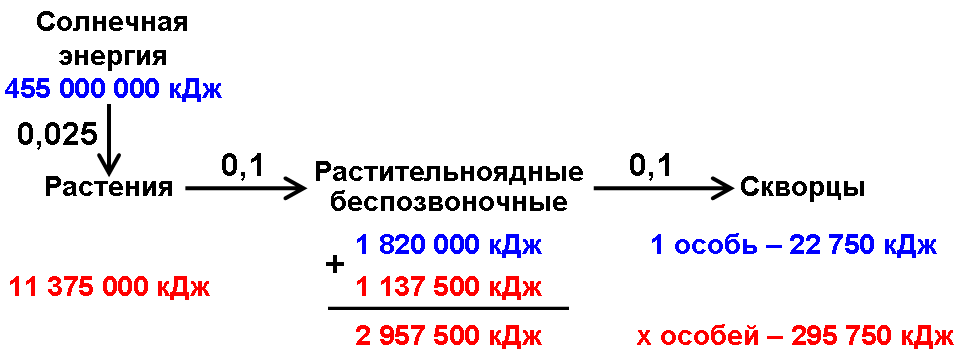 Солнечная
энергия
455 000 000 кДж
0,025
Растения
0,1
Растительноядные
беспозвоночные
0,1
Скворцы
1 820 000 кДж
1 особь – 22 750 кДж
+
11 375 000 кДж
1 137 500 кДж
2 957 500 кДж
х особей – 295 750 кДж